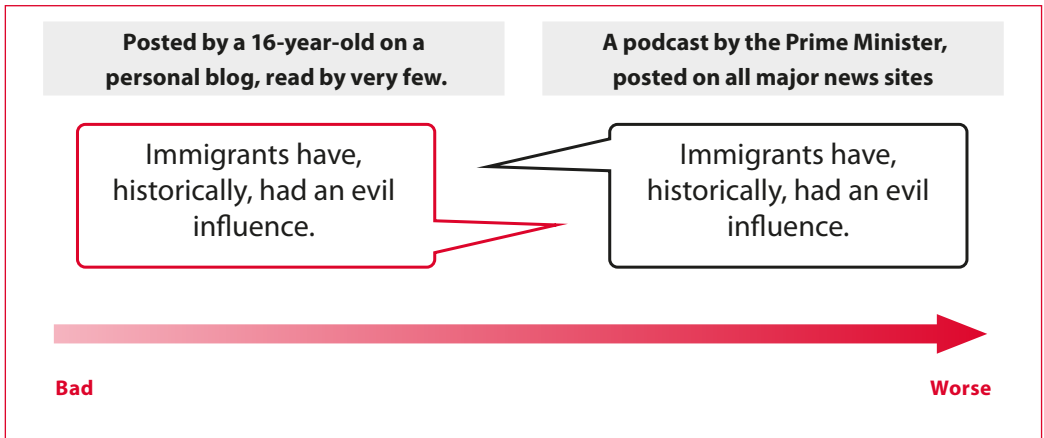 Posted by a 16-year-old on a
personal blog, read by very few.
A podcast by the Prime Minister,
posted on all major news sites
Immigrants have,
historically, had an evil
influence.
Immigrants have,
historically, had an evil
influence.
Bad
Worse